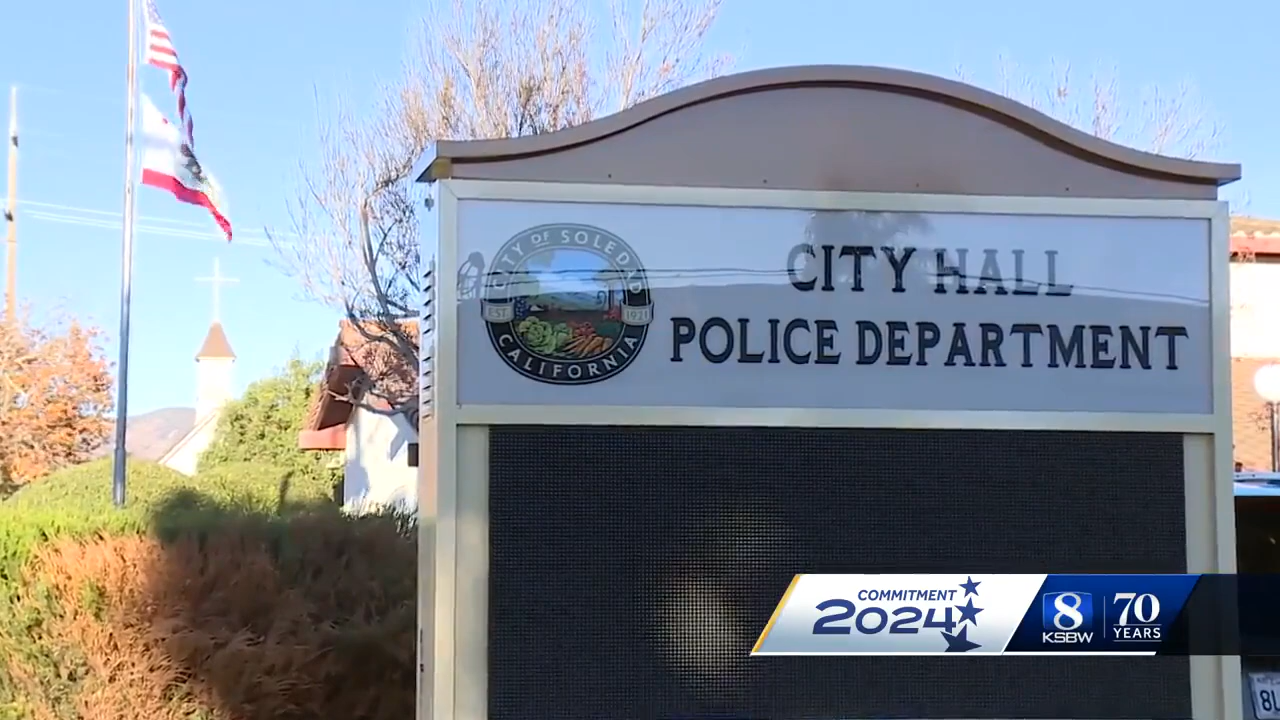 CITY OF SOLEDAD
EST. 1921
CALIFORNIA
CITY HALL
POLICE DEPARTMENT
COMMITMENT
2024
8
KSBW
70
YEARS